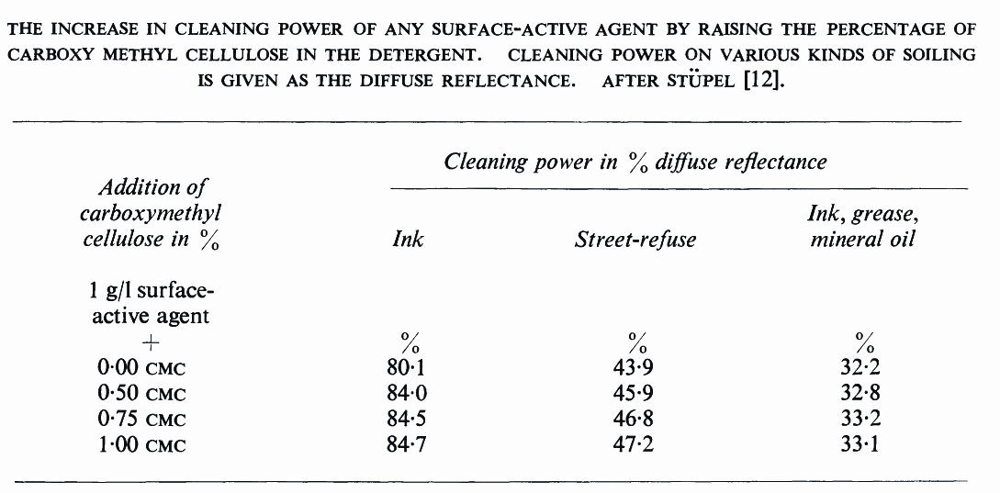 THE INCREASE IN CLEANING POWER OF ANY SURFACE-ACTIVE AGENT BY RAISING THE PERCENTAGE OF
CARBOXY METHYL CELLULOSE IN THE DETERGENT. CLEANING POWER ON VARIOUS KINDS OF SOILING
IS GIVEN AS THE DIFFUSE REFLECTANCE. AFTER STÜPEL [12].
Cleaning power in % diffuse reflectance
Addition of
carboxymethyl
cellulose in %
Ink
Street-refuse
Ink, grease,
mineral oil
1 g/l surface-
active agent
+ % % %
0·00 CMC 80·1 43·9 32·2
0·50 CMC 84·0 45·9 32·8
0·75 CMC 84·5 46·8 33·2
1·00 CMC 84·7 47·2 33·1